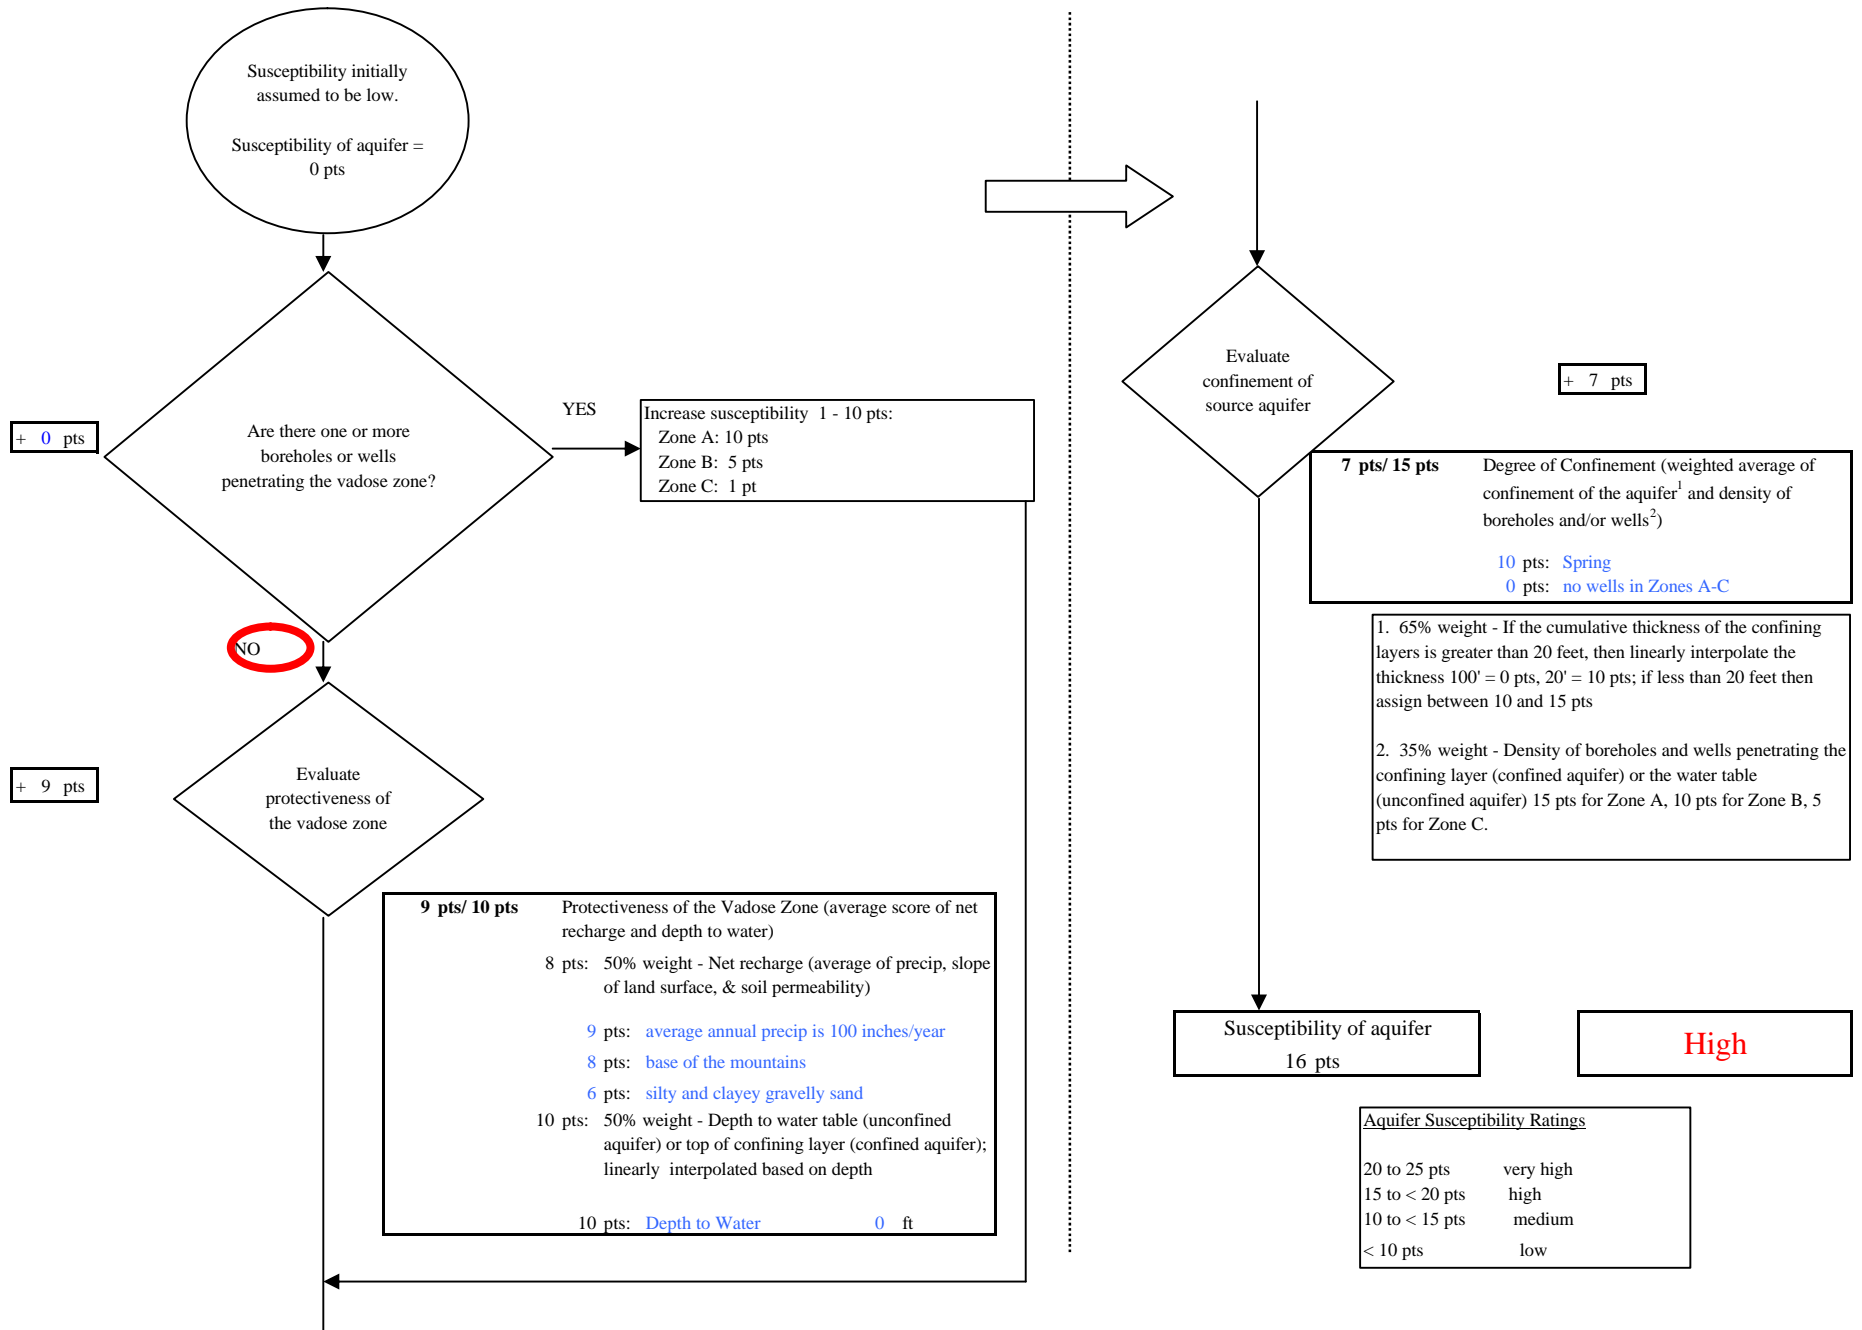 Susceptibility initially
assumed to be low.
Susceptibility of aquifer =
0 pts
+ 0 pts
Are there one or more
boreholes or wells
penetrating the vadose zone?
YES
Increase susceptibility 1 - 10 pts:
Zone A: 10 pts
Zone B: 5 pts
Zone C: 1 pt
NO
+ 9 pts
Evaluate
protectiveness of
the vadose zone
9 pts/ 10 pts Protectiveness of the Vadose Zone (average score of net
recharge and depth to water)
8 pts: 50% weight - Net recharge (average of precip, slope
of land surface, & soil permeability)
9 pts: average annual precip is 100 inches/year
8 pts: base of the mountains
6 pts: silty and clayey gravelly sand
10 pts: 50% weight - Depth to water table (unconfined
aquifer) or top of confining layer (confined aquifer);
linearly interpolated based on depth
10 pts: Depth to Water 0 ft
Evaluate
confinement of
source aquifer
+ 7 pts
7 pts/ 15 pts Degree of Confinement (weighted average of
confinement of the aquifer1 and density of
boreholes and/or wells2)
10 pts: Spring
0 pts: no wells in Zones A-C
1. 65% weight - If the cumulative thickness of the confining
layers is greater than 20 feet, then linearly interpolate the
thickness 100' = 0 pts, 20' = 10 pts; if less than 20 feet then
assign between 10 and 15 pts
2. 35% weight - Density of boreholes and wells penetrating the
confining layer (confined aquifer) or the water table
(unconfined aquifer) 15 pts for Zone A, 10 pts for Zone B, 5
pts for Zone C.
Susceptibility of aquifer
16 pts
High
Aquifer Susceptibility Ratings
20 to 25 pts very high
15 to < 20 pts high
10 to < 15 pts medium
< 10 pts low